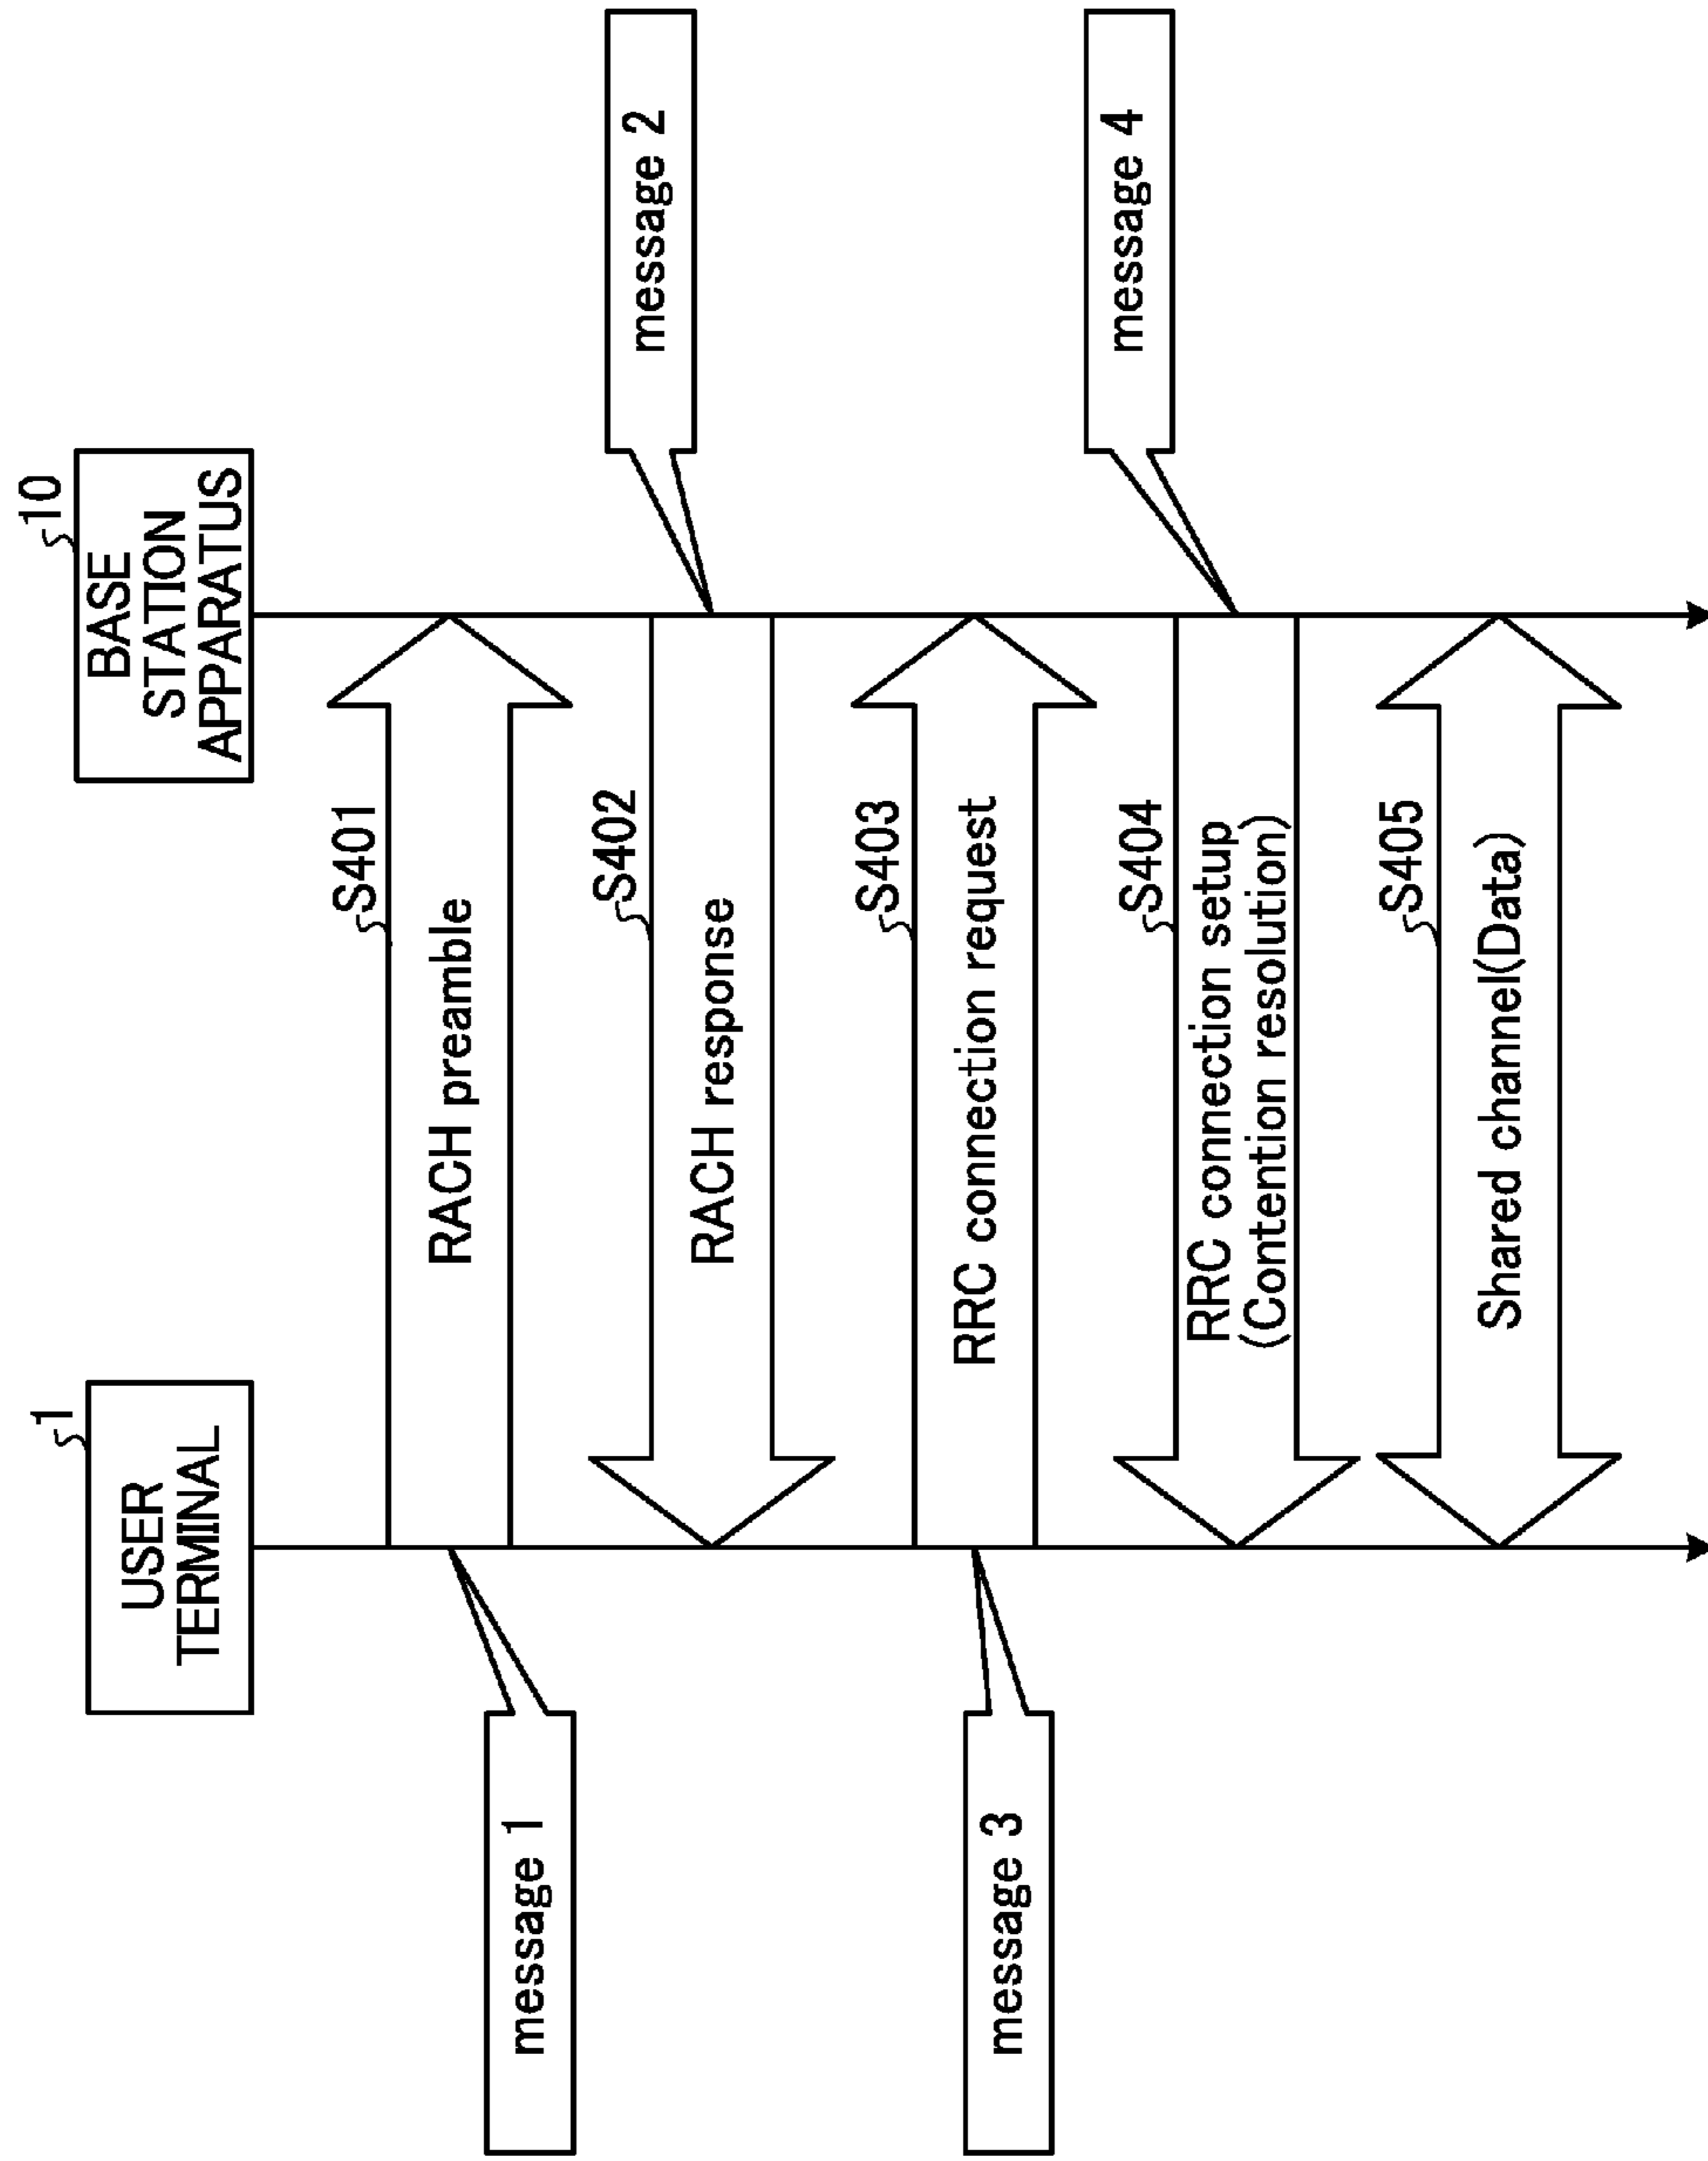 1
USER
TERMINAL
10
BASE
STATION
APPARATUS
S401
RACH preamble
message 1
S402
RACH response
message 2
S403
RRC connection request
message 3
S404
RRC connection setup
(Contention resolution)
message 4
S405
Shared channel(Data)